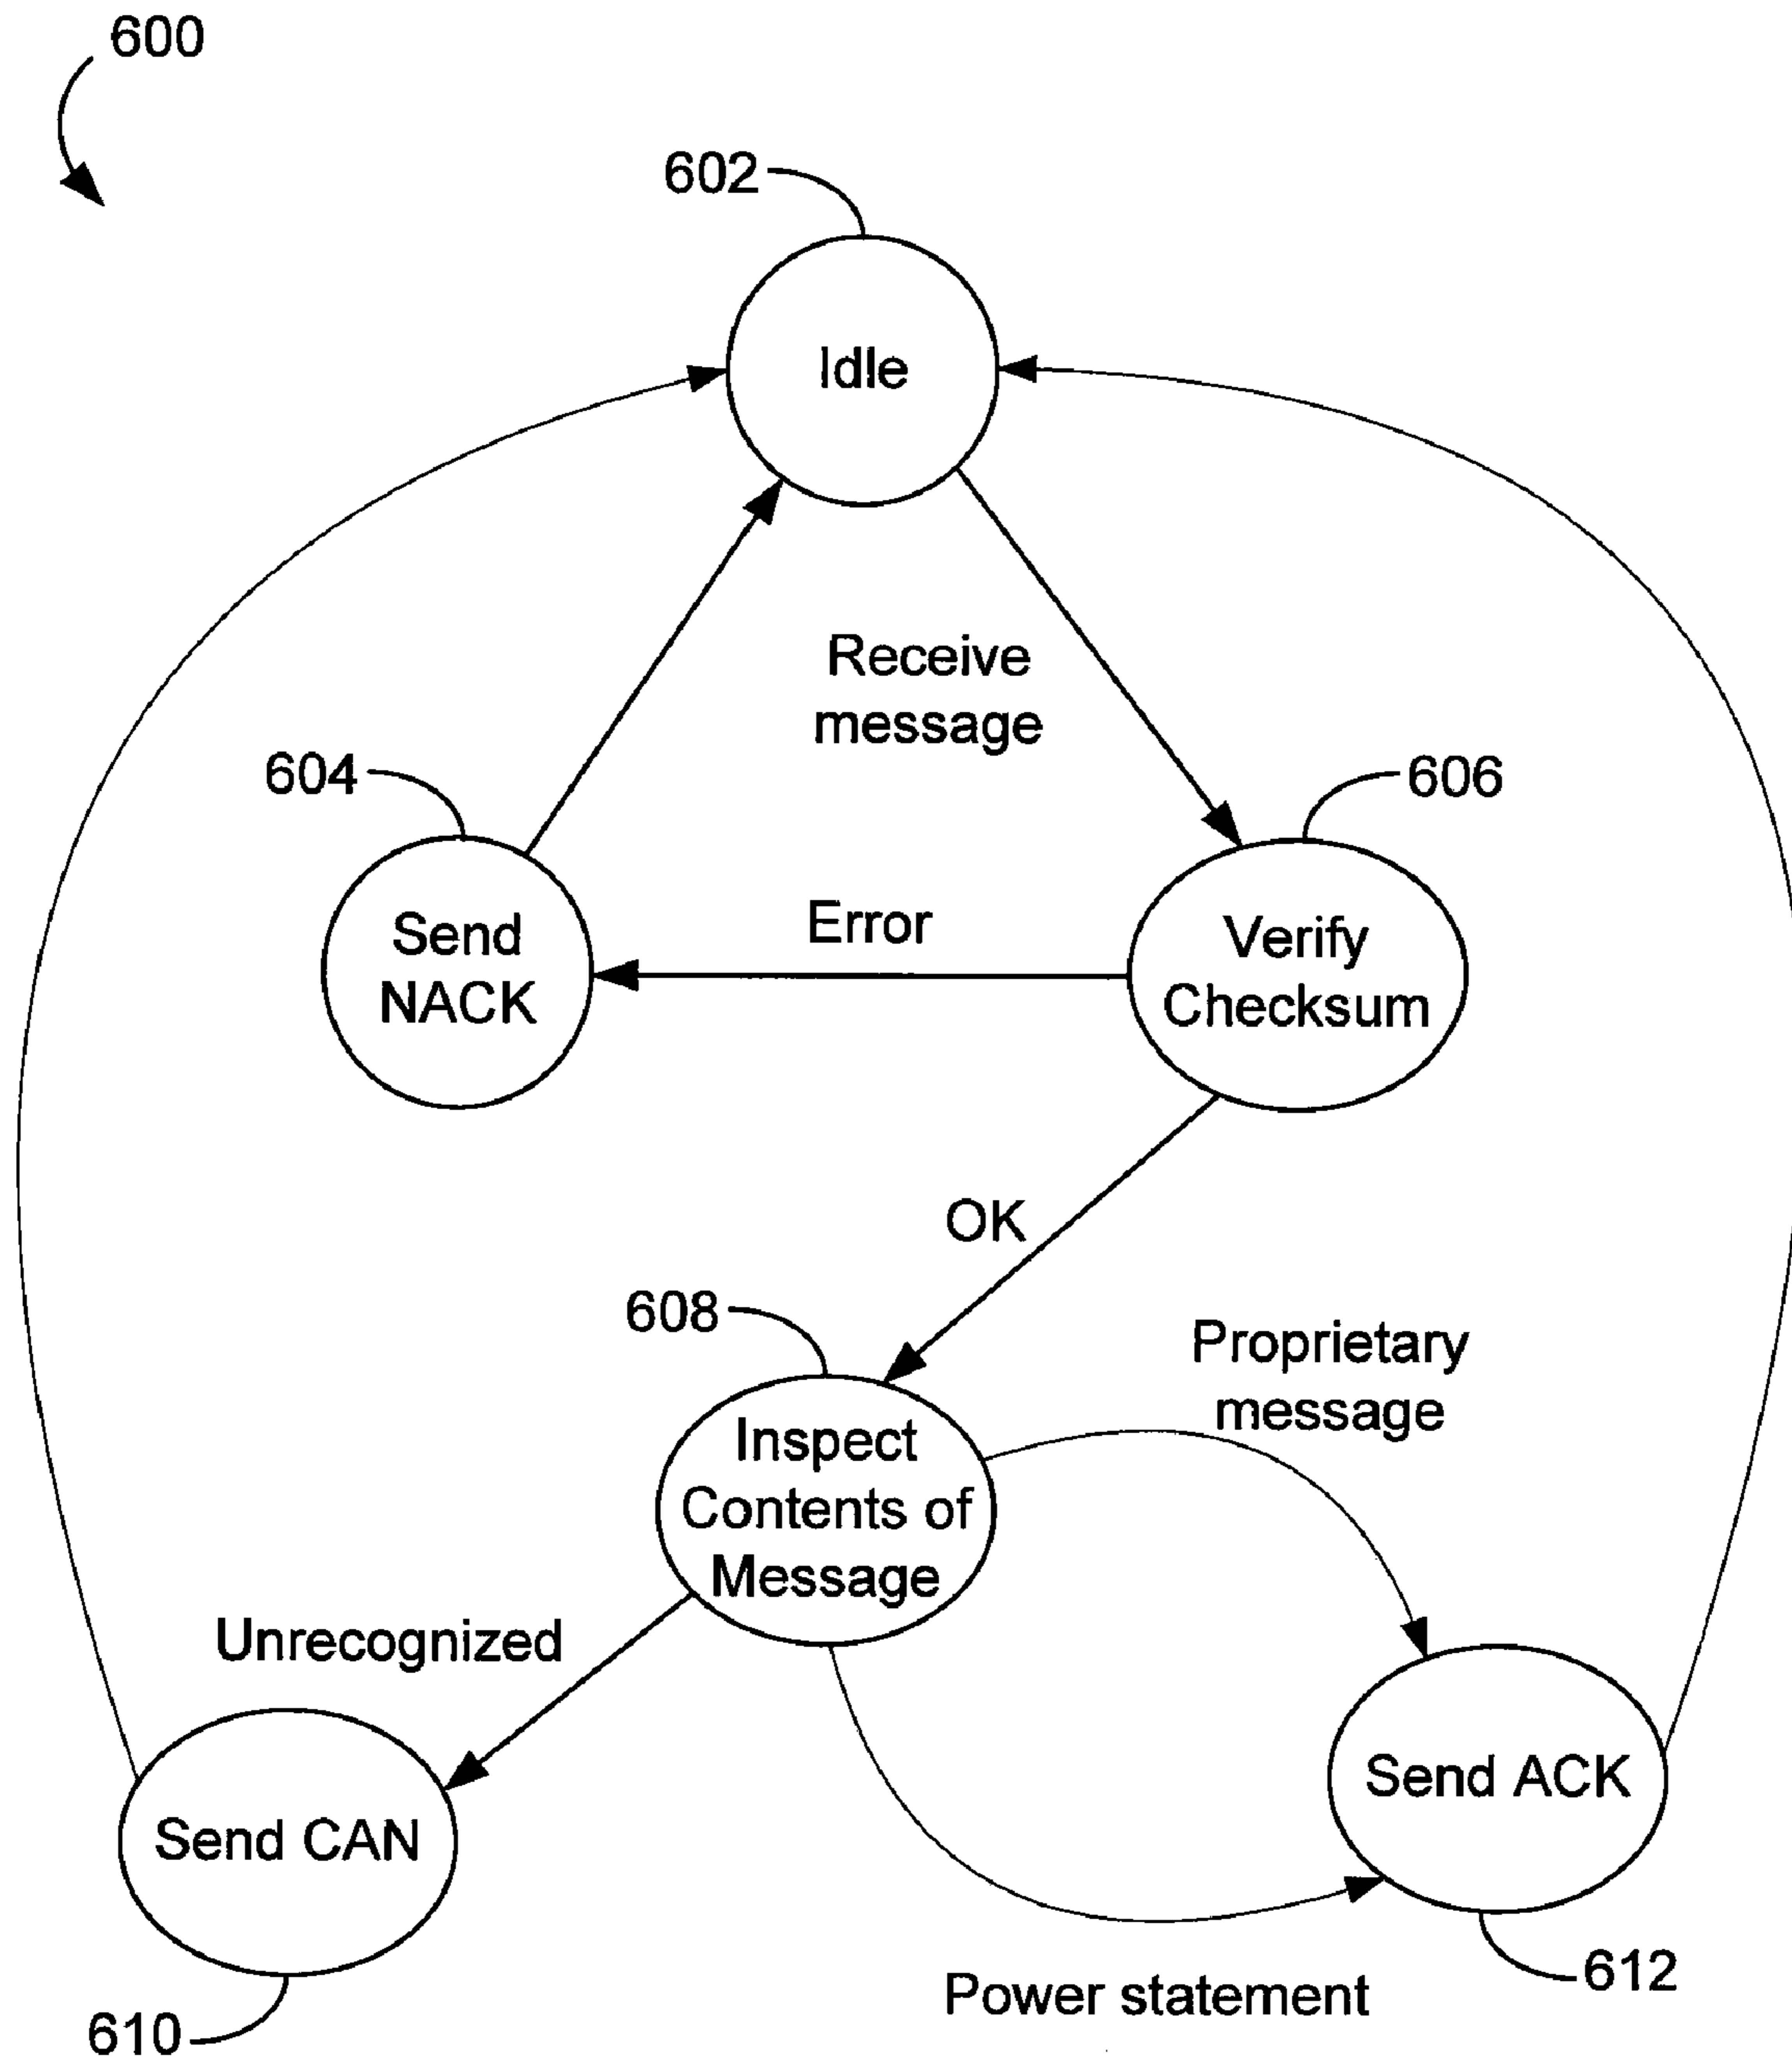 600
602
Idle
Receive
message
604
606
Send
NACK
Error
Verify
Checksum
OK
608
Proprietary
message
Inspect
Contents of
Message
Unrecognized
Send CAN
Send ACK
612
Power statement
610